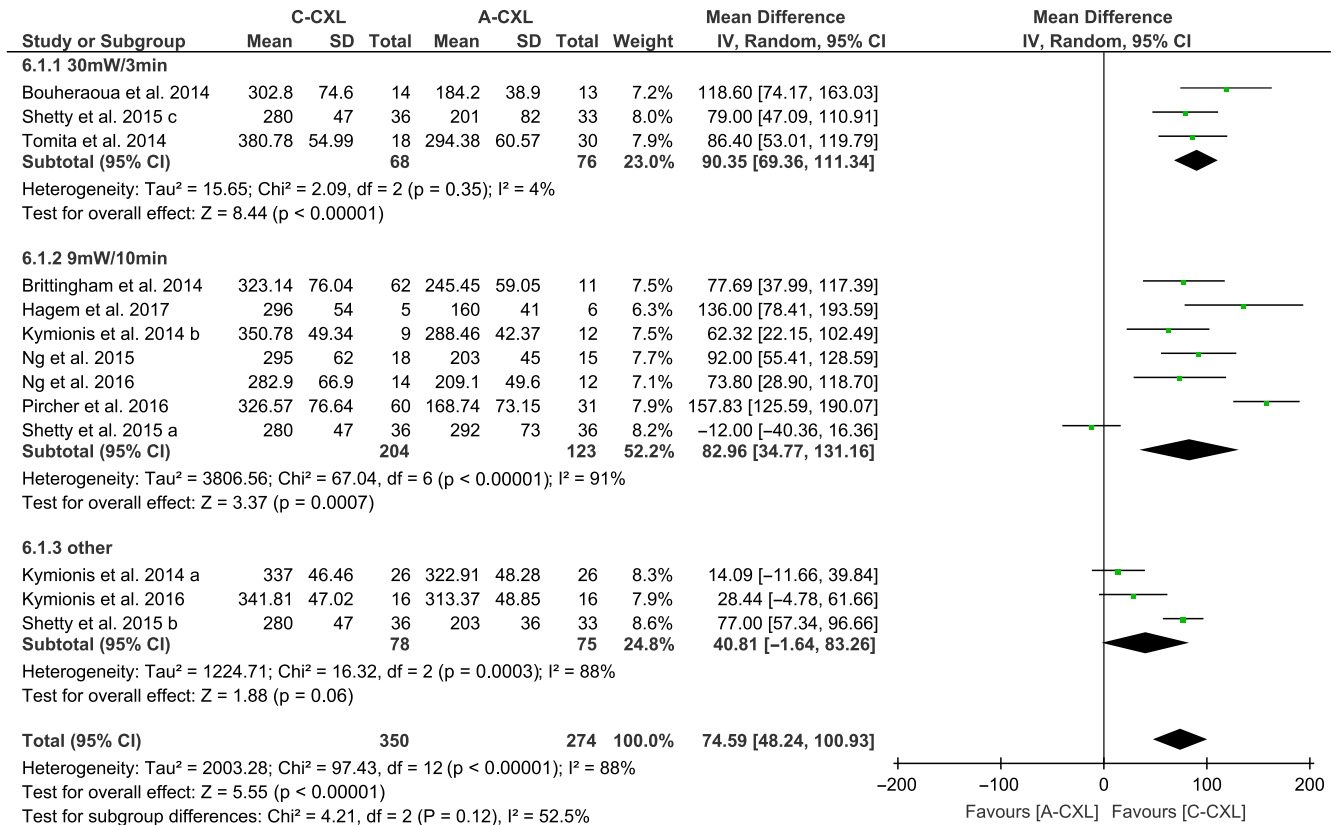 C-CXL A-CXL Mean Difference Mean Difference
Study or Subgroup Mean SD Total Mean SD Total Weight IV, Random, 95% CI IV, Random, 95% CI
6.1.1 30mW/3min
Bouheraoua et al. 2014 302.8 74.6 14 184.2 38.9 13 7.2% 118.60 [74.17, 163.03]
Shetty et al. 2015 c 280 47 36 201 82 33 8.0% 79.00 [47.09, 110.91]
Tomita et al. 2014 380.78 54.99 18 294.38 60.57 30 7.9% 86.40 [53.01, 119.79]
Subtotal (95% CI) 68 76 23.0% 90.35 [69.36, 111.34]
Heterogeneity: Tau² = 15.65; Chi² = 2.09, df = 2 (p = 0.35); I² = 4%
Test for overall effect: Z = 8.44 (p < 0.00001)
6.1.2 9mW/10min
Brittingham et al. 2014 323.14 76.04 62 245.45 59.05 11 7.5% 77.69 [37.99, 117.39]
Hagem et al. 2017 296 54 5 160 41 6 6.3% 136.00 [78.41, 193.59]
Kymionis et al. 2014 b 350.78 49.34 9 288.46 42.37 12 7.5% 62.32 [22.15, 102.49]
Ng et al. 2015 295 62 18 203 45 15 7.7% 92.00 [55.41, 128.59]
Ng et al. 2016 282.9 66.9 14 209.1 49.6 12 7.1% 73.80 [28.90, 118.70]
Pircher et al. 2016 326.57 76.64 60 168.74 73.15 31 7.9% 157.83 [125.59, 190.07]
Shetty et al. 2015 a 280 47 36 292 73 36 8.2% −12.00 [−40.36, 16.36]
Subtotal (95% CI) 204 123 52.2% 82.96 [34.77, 131.16]
Heterogeneity: Tau² = 3806.56; Chi² = 67.04, df = 6 (p < 0.00001); I² = 91%
Test for overall effect: Z = 3.37 (p = 0.0007)
6.1.3 other
Kymionis et al. 2014 a 337 46.46 26 322.91 48.28 26 8.3% 14.09 [−11.66, 39.84]
Kymionis et al. 2016 341.81 47.02 16 313.37 48.85 16 7.9% 28.44 [−4.78, 61.66]
Shetty et al. 2015 b 280 47 36 203 36 33 8.6% 77.00 [57.34, 96.66]
Subtotal (95% CI) 78 75 24.8% 40.81 [−1.64, 83.26]
Heterogeneity: Tau² = 1224.71; Chi² = 16.32, df = 2 (p = 0.0003); I² = 88%
Test for overall effect: Z = 1.88 (p = 0.06)
Total (95% CI) 350 274 100.0% 74.59 [48.24, 100.93]
Heterogeneity: Tau² = 2003.28; Chi² = 97.43, df = 12 (p < 0.00001); I² = 88%
Test for overall effect: Z = 5.55 (p < 0.00001)
Test for subgroup differences: Chi² = 4.21, df = 2 (P = 0.12), I² = 52.5%
−200 −100 0 100 200
Favours [A-CXL] Favours [C-CXL]